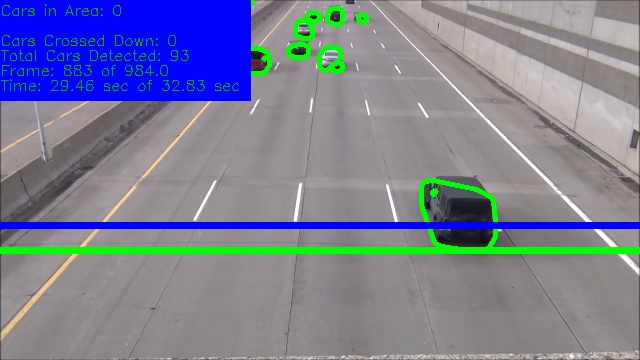 Cars in Area: 0
Cars Crossed Down: 0
Total Cars Detected: 93
Frame: 883 of 984.0
Time: 29.46 sec of 32.83 sec